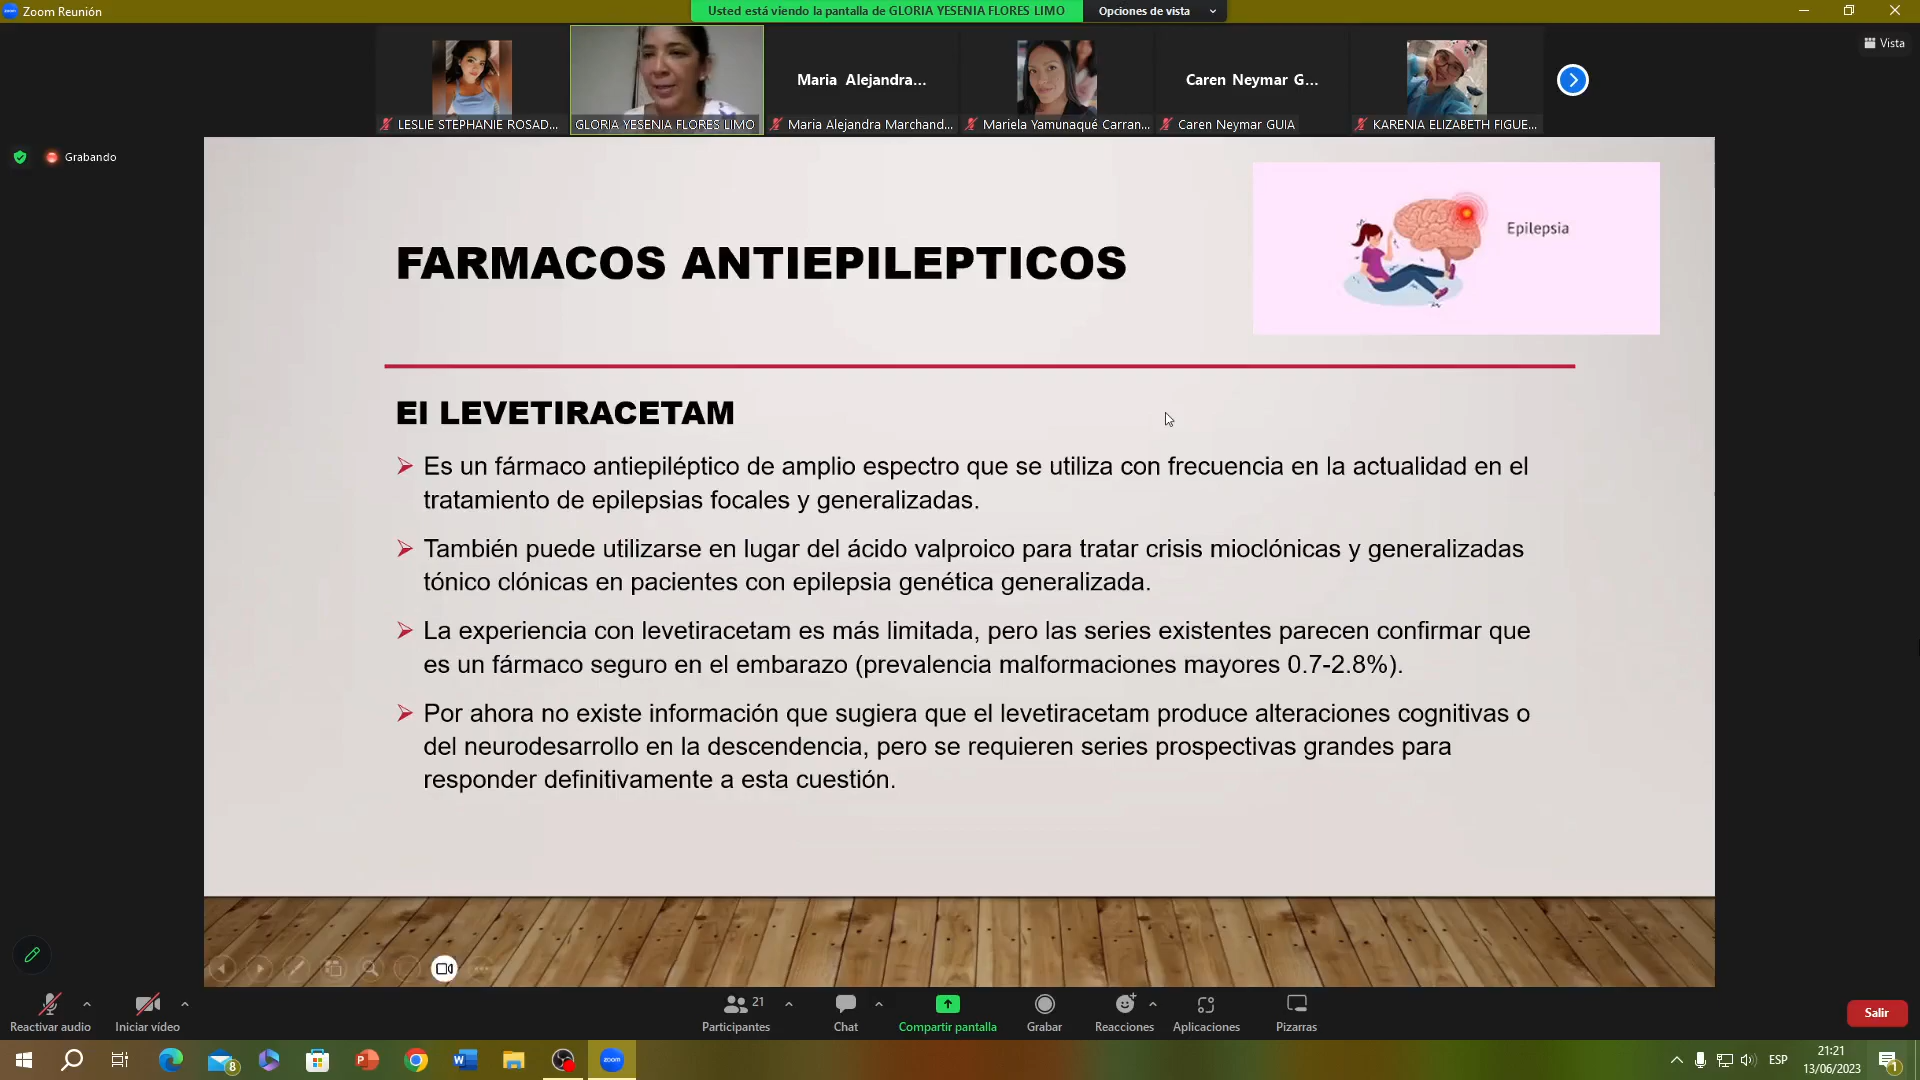 Zoom Reunión
Usted está viendo la pantalla de GLORIA YESENIA FLORES LIMO
Opciones de vista
Vista
Maria Alejandra...
Caren Neymar G...
LESLIE STEPHANIE ROSAD...
GLORIA YESENIA FLORES LIMO
Maria Alejandra Marchand...
Mariela Yamunaqué Carran...
Caren Neymar GUIA
KARENIA ELIZABETH FIGUE...
Grabando
Epilepsia
FARMACOS ANTIEPILEPTICOS
El LEVETIRACETAM
Es un fármaco antiepiléptico de amplio espectro que se utiliza con frecuencia en la actualidad en el
tratamiento de epilepsias focales y generalizadas.
También puede utilizarse en lugar del ácido valproico para tratar crisis mioclónicas y generalizadas
tónico clónicas en pacientes con epilepsia genética generalizada.
La experiencia con levetiracetam es más limitada, pero las series existentes parecen confirmar que
es un fármaco seguro en el embarazo (prevalencia malformaciones mayores 0.7-2.8%).
Por ahora no existe información que sugiera que el levetiracetam produce alteraciones cognitivas o
del neurodesarrollo en la descendencia, pero se requieren series prospectivas grandes para
responder definitivamente a esta cuestión.
21
Reactivar audio
Iniciar vídeo
Participantes
Chat
Compartir pantalla
Grabar
Reacciones
Aplicaciones
Pizarras
Salir
8
zoom
ESP
21:21
13/06/2023
1